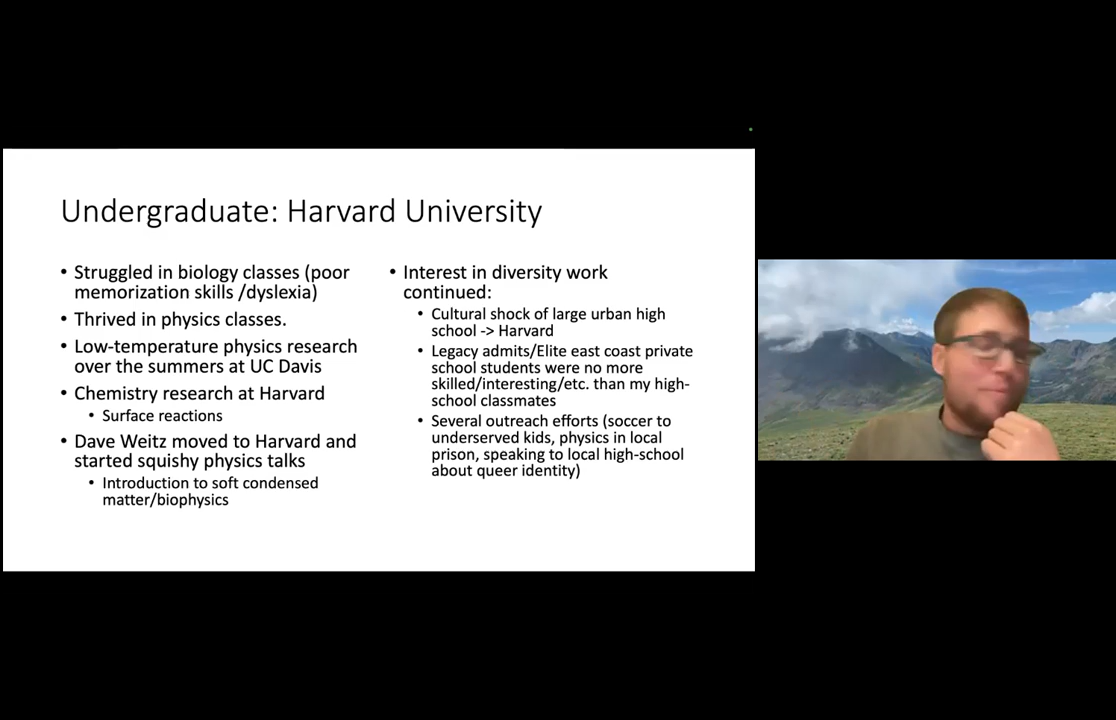 Undergraduate: Harvard University
• Struggled in biology classes (poor
memorization skills /dyslexia)
• Thrived in physics classes.
• Low-temperature physics research
over the summers at UC Davis
• Chemistry research at Harvard
• Surface reactions
• Dave Weitz moved to Harvard and
started squishy physics talks
• Introduction to soft condensed
matter/biophysics
• Interest in diversity work
continued:
• Cultural shock of large urban high
school -> Harvard
• Legacy admits/Elite east coast private
school students were no more
skilled/interesting/etc. than my high-
school classmates
• Several outreach efforts (soccer to
underserved kids, physics in local
prison, speaking to local high-school
about queer identity)